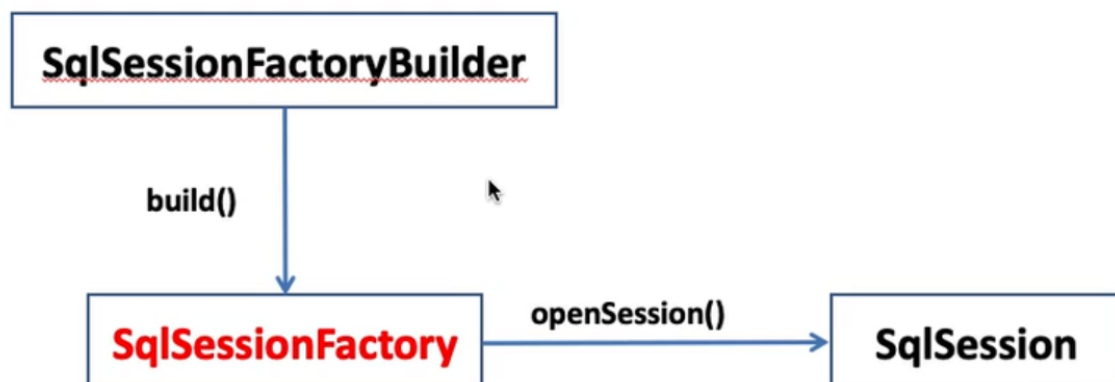 SqlSessionFactoryBuilder
build()
openSession()
SqlSessionFactory
SqlSession